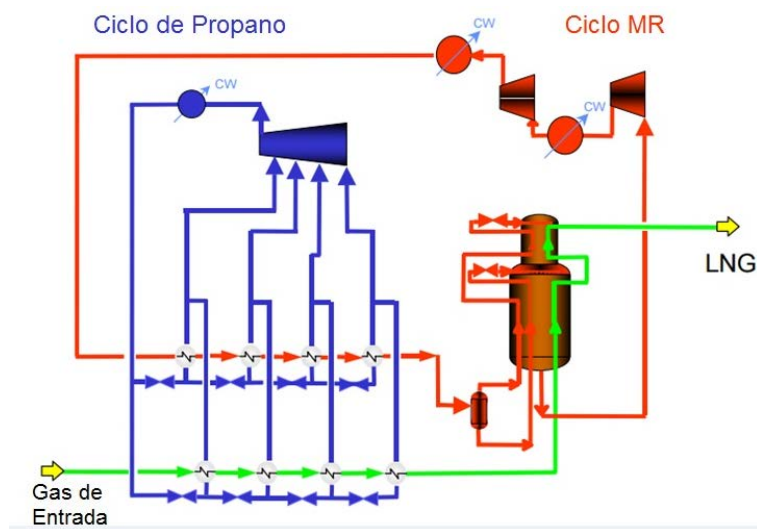 Ciclo de Propano
Ciclo MR
CW
CW
CW
LNG
Gas de
Entrada